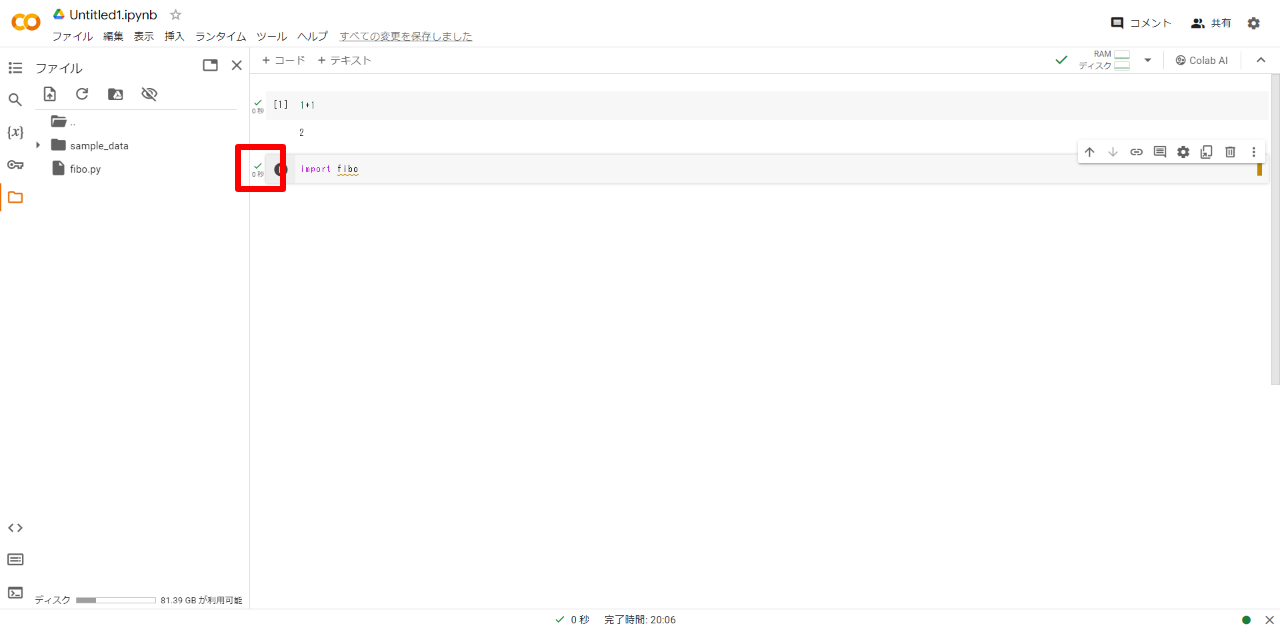 Untitled1.ipynb
ファイル 編集 表示 挿入 ランタイム ツール ヘルプ すべての変更を保存しました
コメント 共有
ファイル
+ コード + テキスト
RAM
ディスク
Colab AI
..
sample_data
fibo.py
{x}
[1] 1+1
0 秒
2
import fibo
0 秒
ディスク 81.39 GB が利用可能
0 秒 完了時間: 20:06